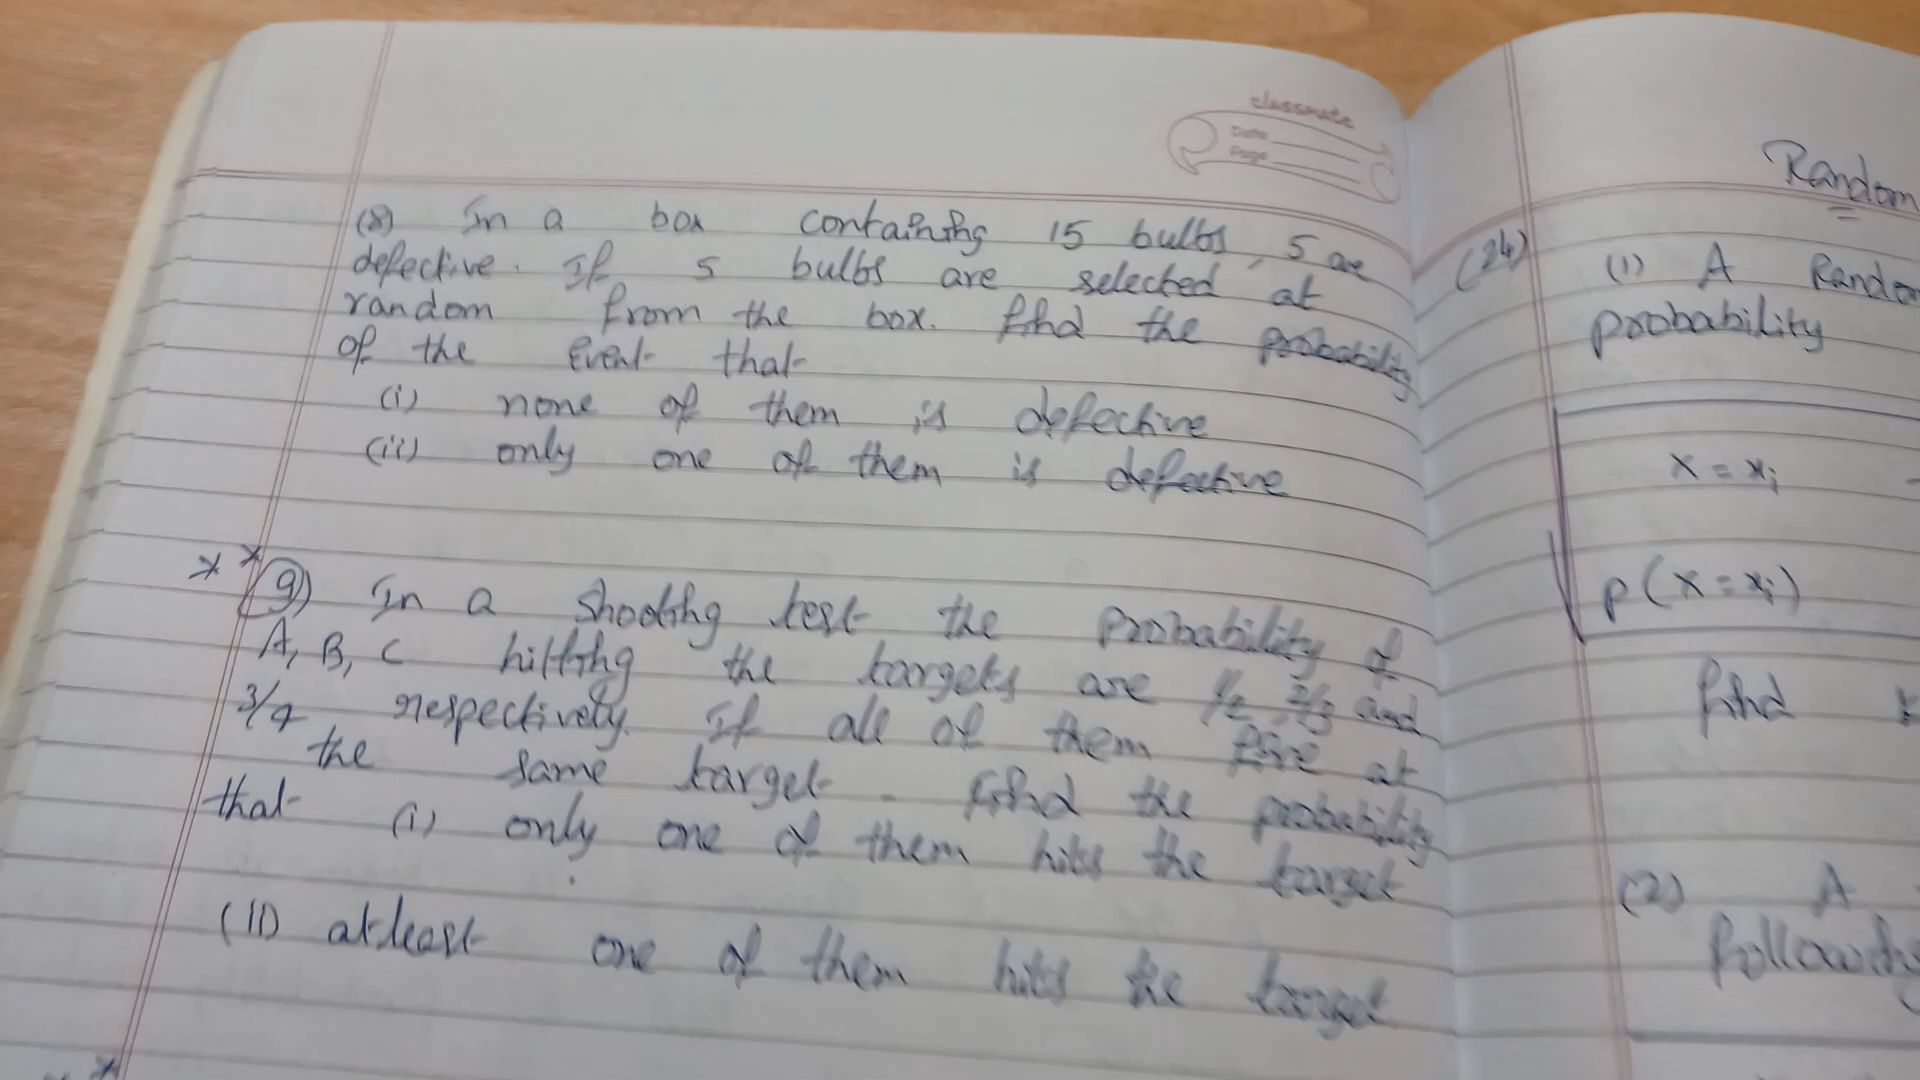 classmate
Date
Page
(8) In a box containing 15 bulbs, 5 are
defective. If 5 bulbs are selected at
random from the box. find the probability
of the Event that
(i) none of them is defective
(ii) only one of them is defective
(9) In a shooting test the probability of
A, B, C hitting the targets are 1/2, 2/3 and
3/4 respectively. If all of them fire at
the same target. find the probability
that (i) only one of them hits the target
(ii) atleast one of them hits the target
Random
(24) (1) A Random
probability
X = xi
P(X = xi)
find
(2) A
following